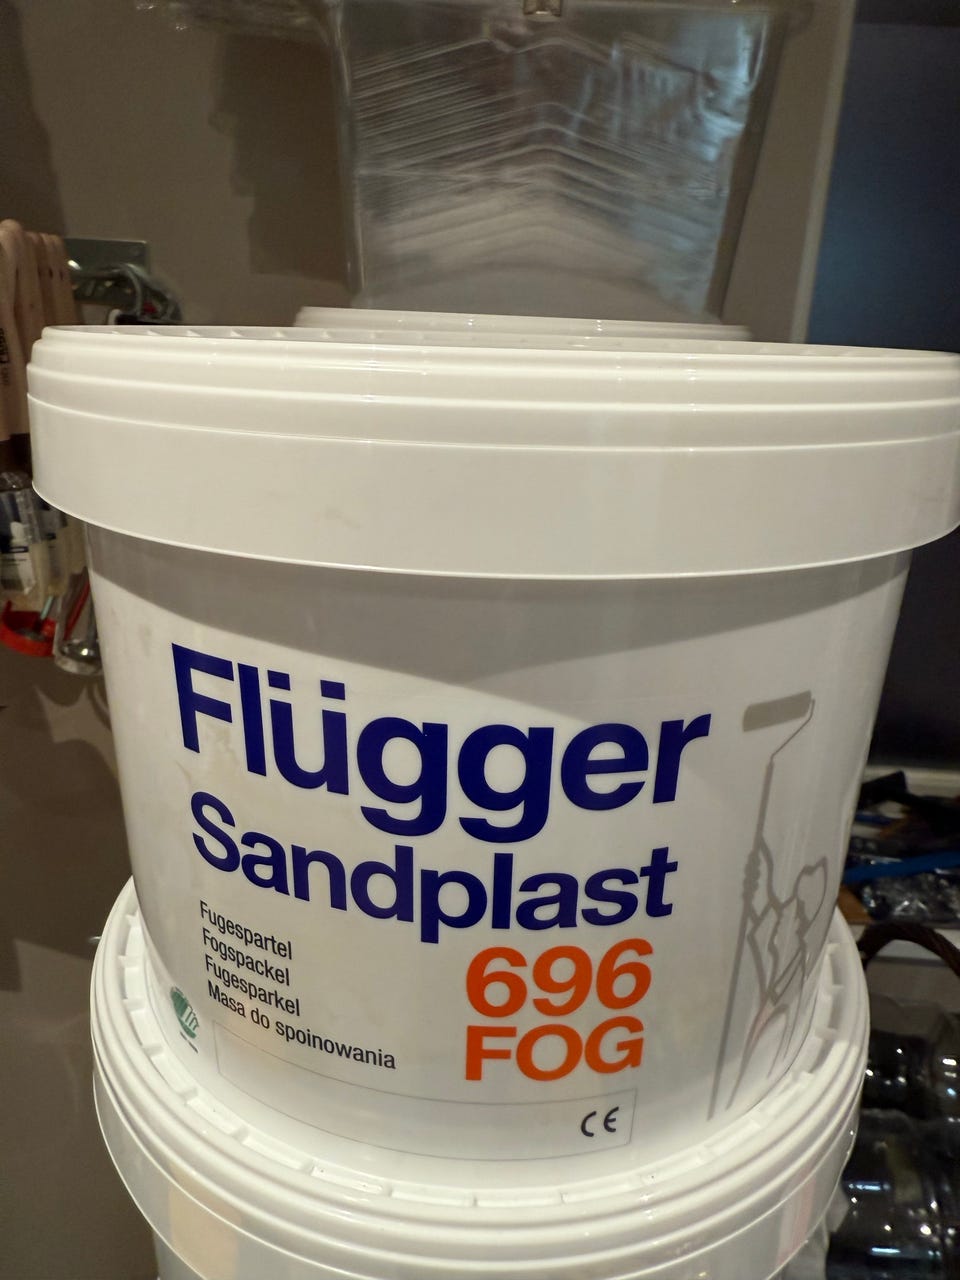 Flügger
Sandplast
696
FOG
Fugespartel
Fogspackel
Fugesparkel
Masa do spoinowania
CE